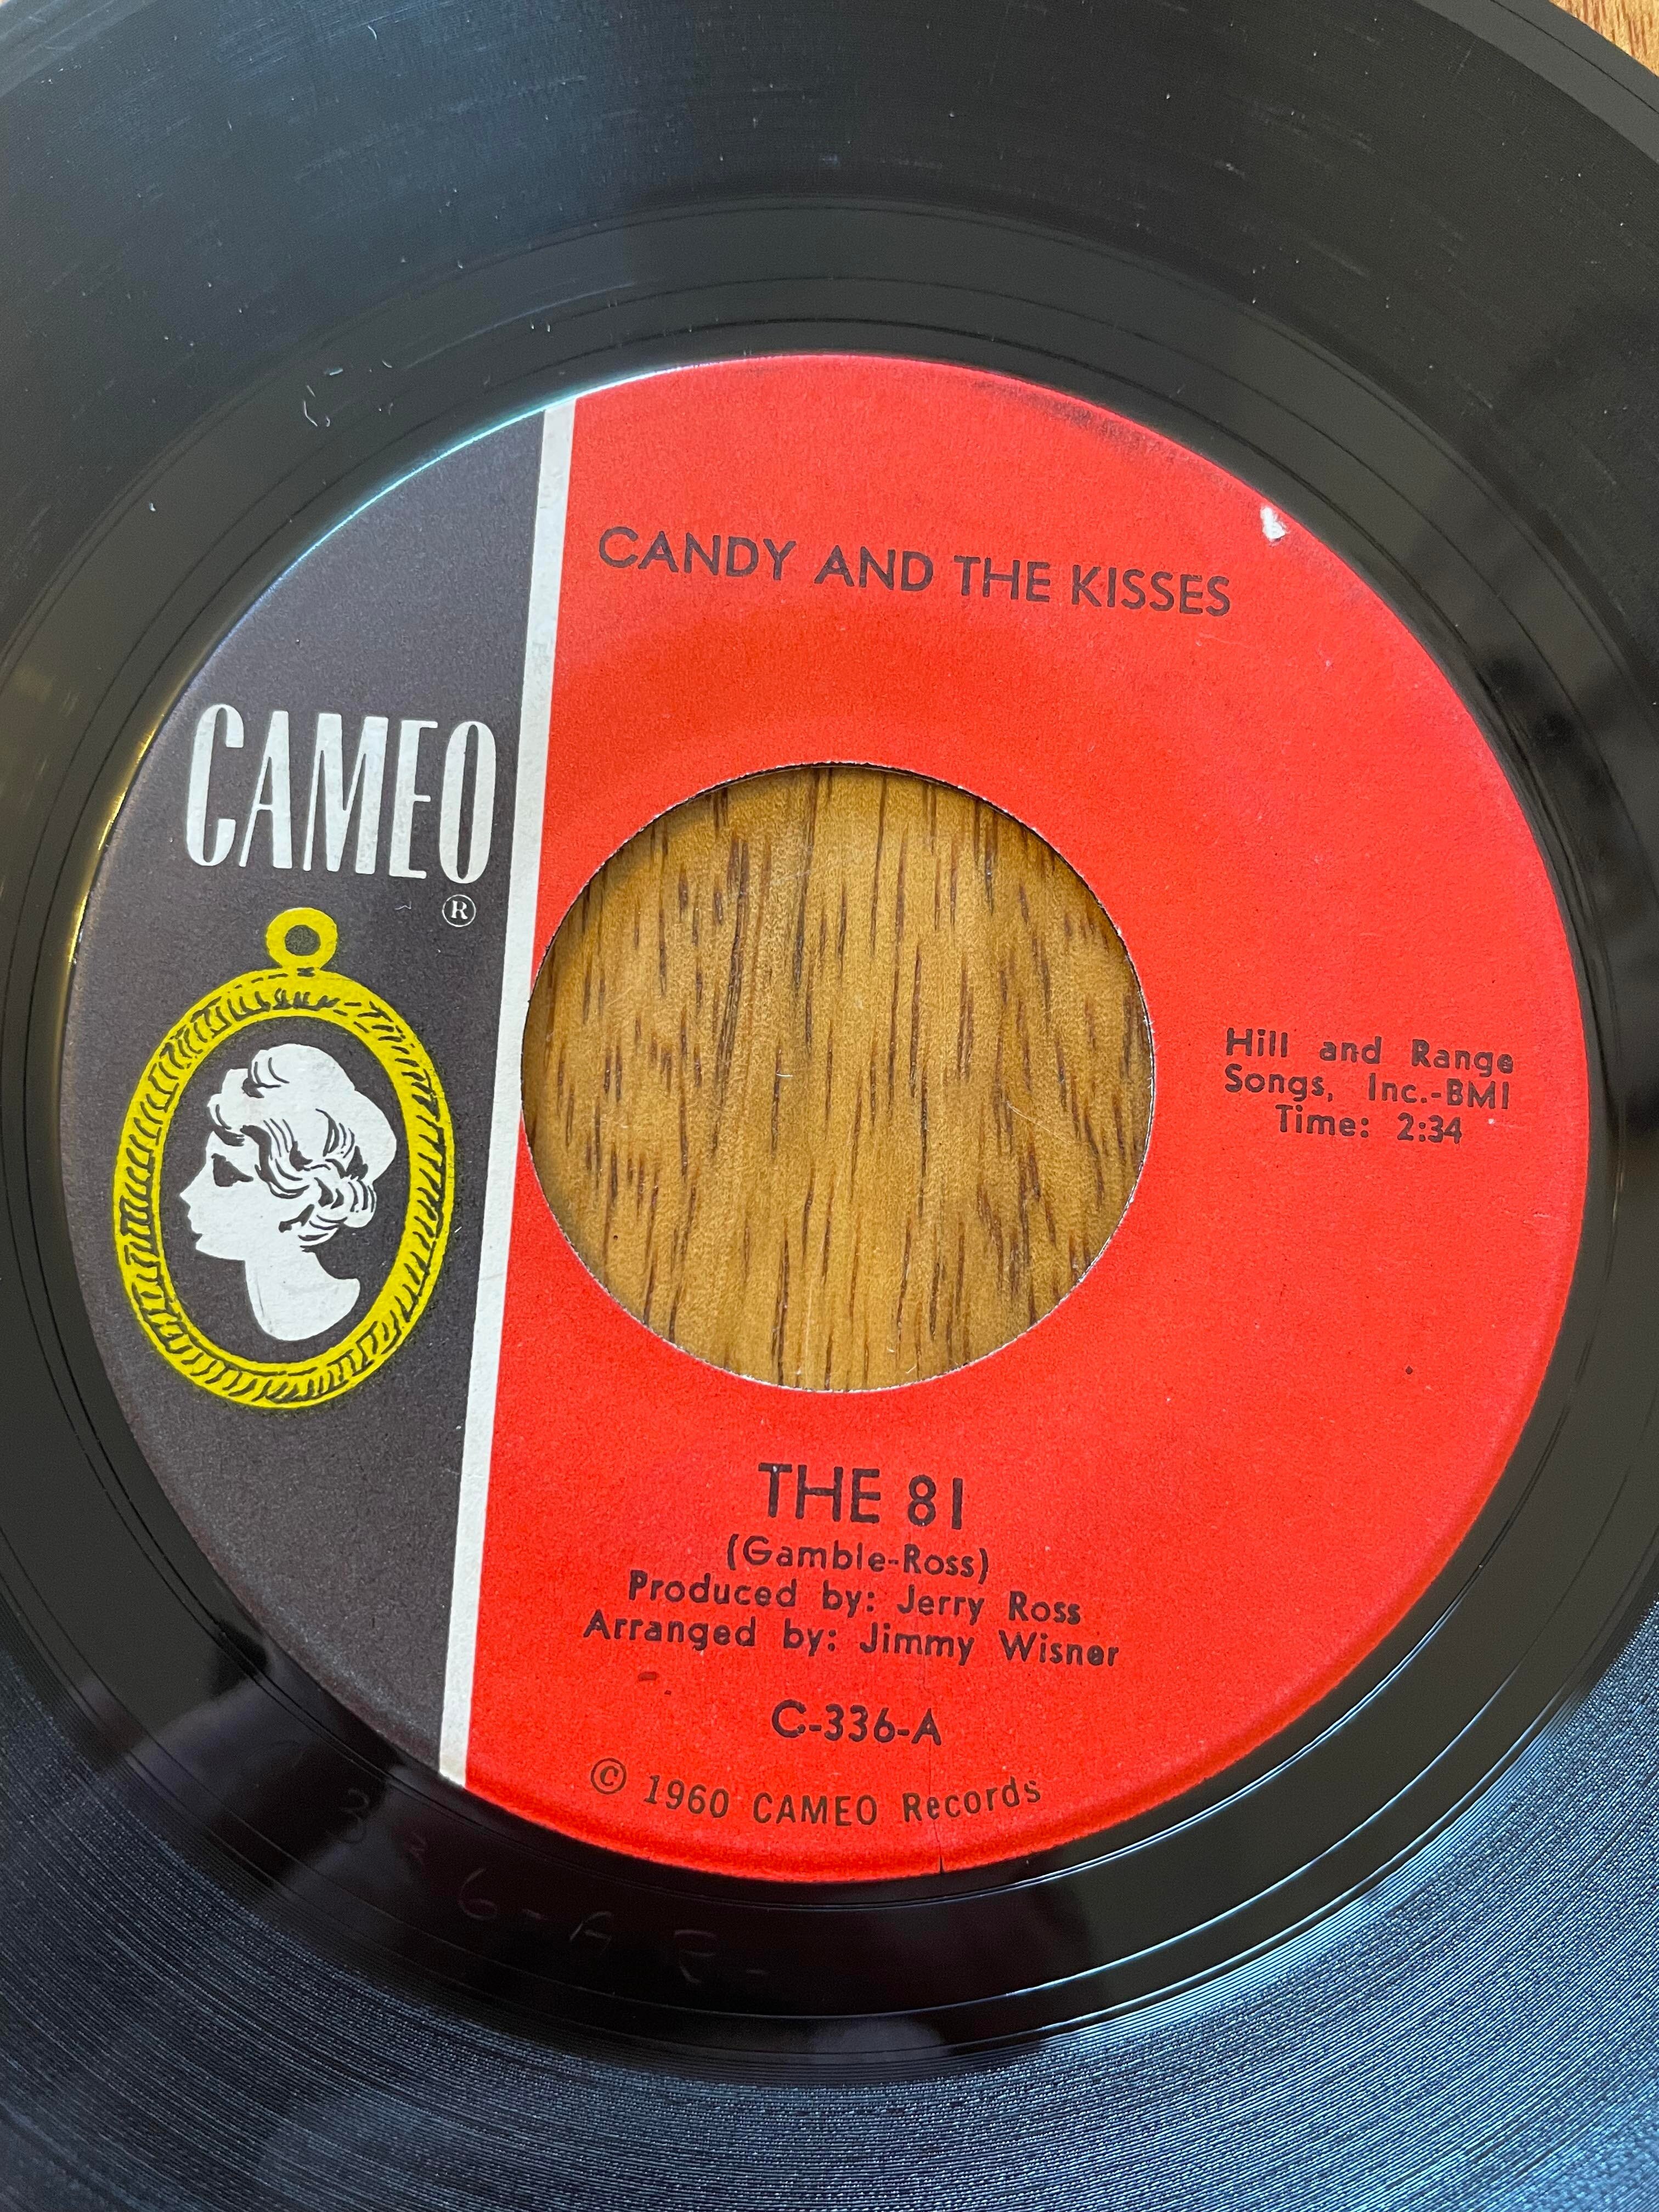 CANDY AND THE KISSES
CAMEO
®
Hill and Range
Songs, Inc.-BMI
Time: 2:34
THE 81
(Gamble-Ross)
Produced by: Jerry Ross
Arranged by: Jimmy Wisner
C-336-A
© 1960 CAMEO Records
336-A R-